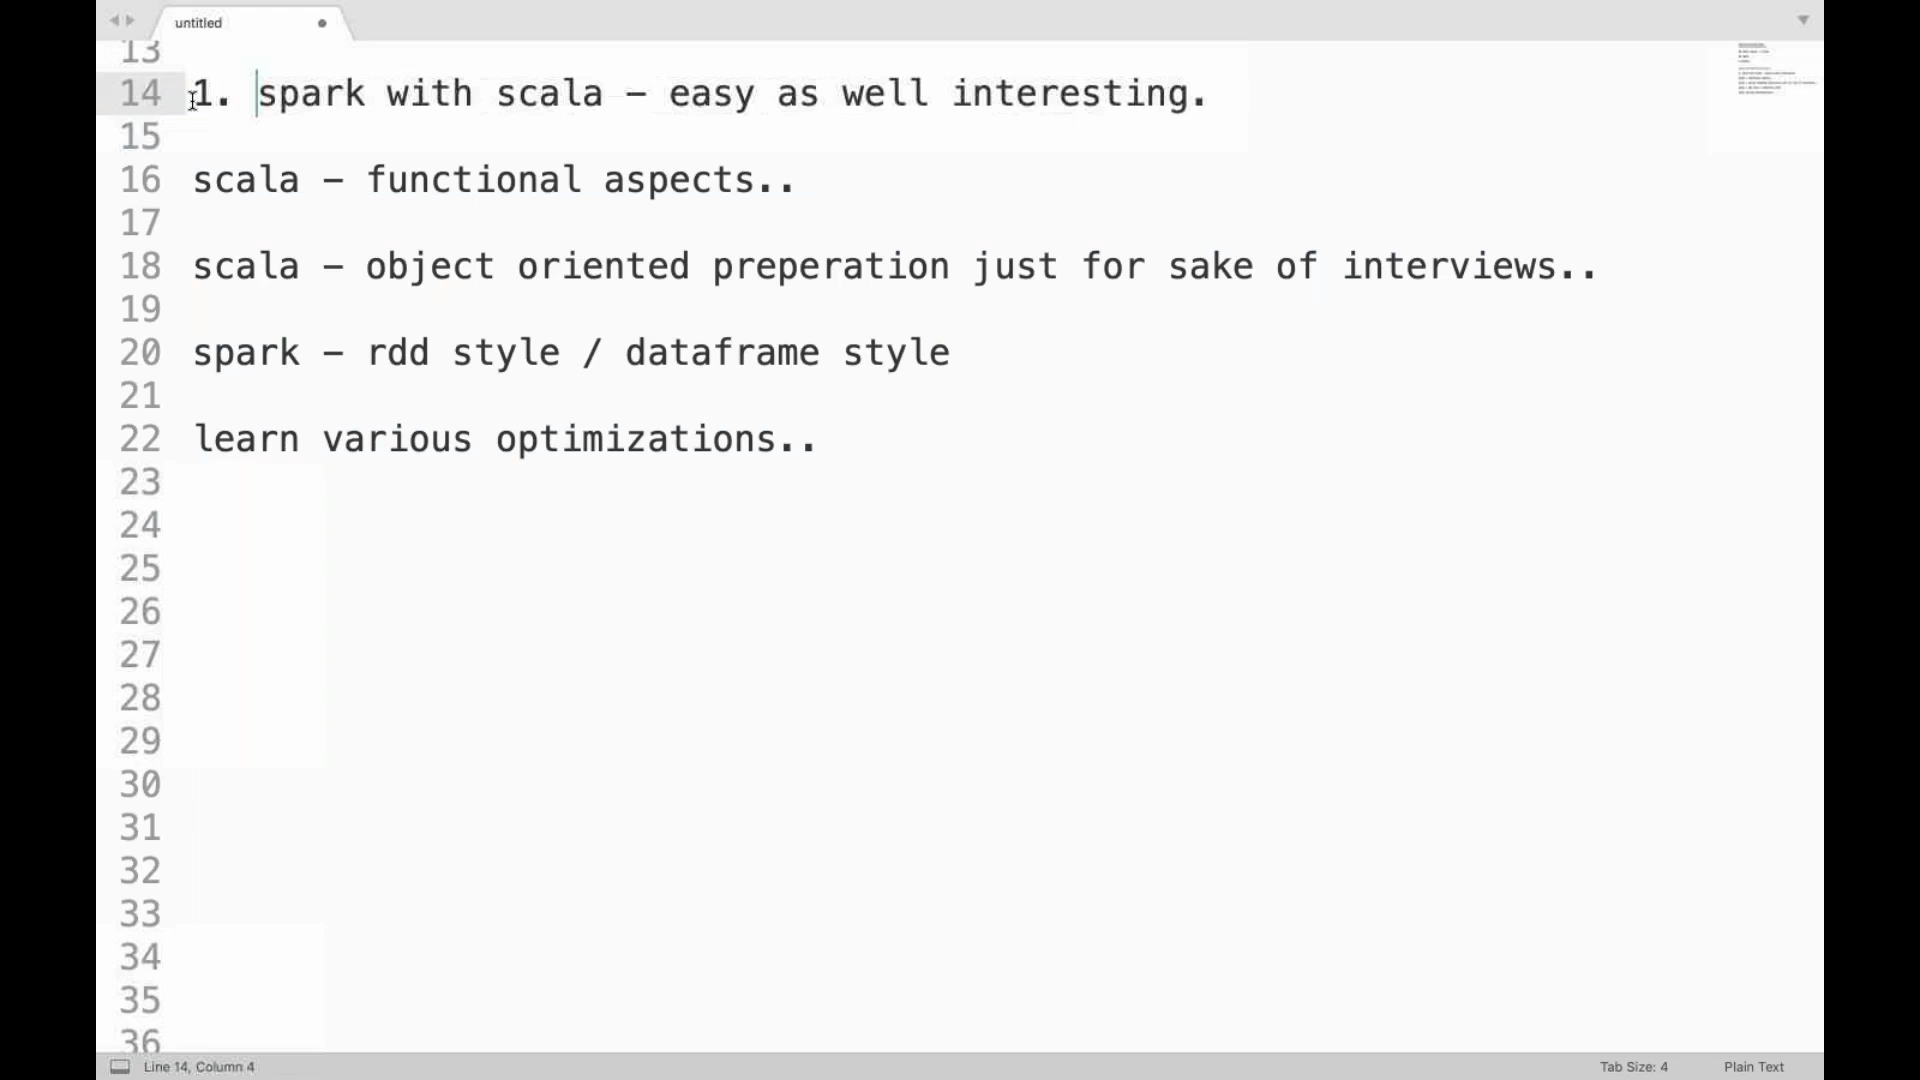 untitled
13
14 1. spark with scala - easy as well interesting.
15
16 scala - functional aspects..
17
18 scala - object oriented preperation just for sake of interviews..
19
20 spark - rdd style / dataframe style
21
22 learn various optimizations..
23
24
25
26
27
28
29
30
31
32
33
34
35
36
Line 14, Column 4 Tab Size: 4 Plain Text